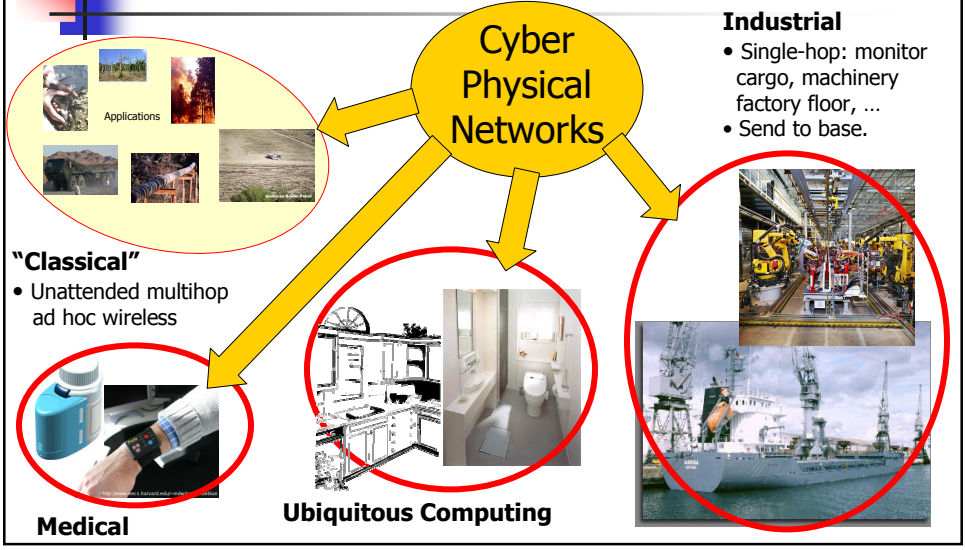 Cyber
Physical
Networks
Applications
"Classical"
• Unattended multihop
ad hoc wireless
Industrial
• Single-hop: monitor
cargo, machinery
factory floor, …
• Send to base.
Medical
Ubiquitous Computing